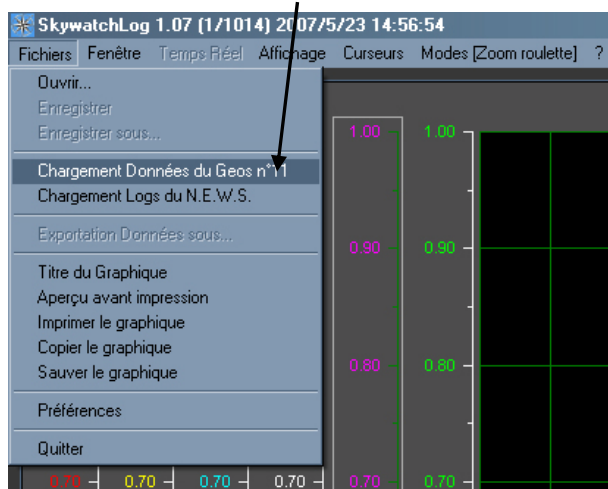 SkywatchLog 1.07 (1/1014) 2007/5/23 14:56:54
Fichiers Fenêtre Temps Réel Affichage Curseurs Modes [Zoom roulette] ?
Ouvrir...
Enregistrer
Enregistrer sous...
Chargement Données du Geos n°11
Chargement Logs du N.E.W.S.
Exportation Données sous...
Titre du Graphique
Aperçu avant impression
Imprimer le graphique
Copier le graphique
Sauver le graphique
Préférences
Quitter
1.00 1.00
0.90 0.90
0.80 0.80
0.70 0.70 0.70 0.70 0.70 0.70